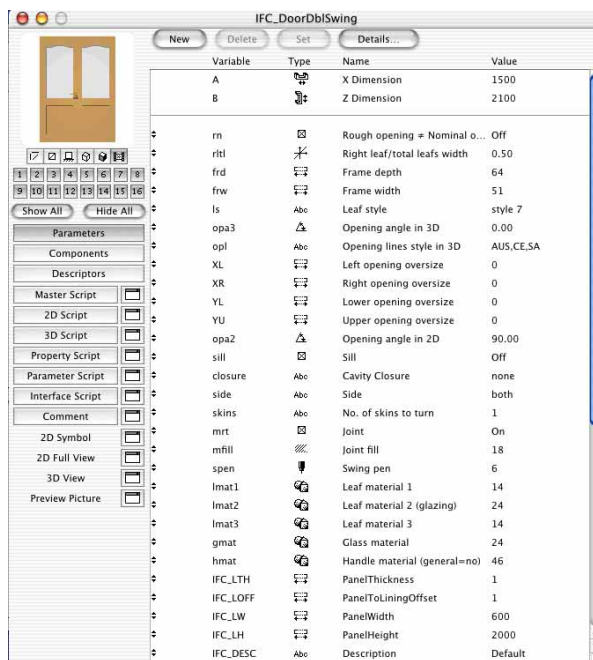 IFC_DoorDblSwing
New Delete Set Details...
Variable Type Name Value
A X Dimension 1500
B Z Dimension 2100
rn Rough opening ≠ Nominal o... Off
rltl Right leaf/total leafs width 0.50
frd Frame depth 64
frw Frame width 51
ls Abc Leaf style style 7
opa3 Opening angle in 3D 0.00
opl Abc Opening lines style in 3D AUS,CE,SA
XL Left opening oversize 0
XR Right opening oversize 0
YL Lower opening oversize 0
YU Upper opening oversize 0
opa2 Opening angle in 2D 90.00
sill Sill Off
closure Abc Cavity Closure none
side Abc Side both
skins Abc No. of skins to turn 1
mrt Joint On
mfill Joint fill 18
spen Swing pen 6
lmat1 Leaf material 1 14
lmat2 Leaf material 2 (glazing) 24
lmat3 Leaf material 3 14
gmat Glass material 24
hmat Handle material (general=no) 46
IFC_LTH PanelThickness 1
IFC_LOFF PanelToLiningOffset 1
IFC_LW PanelWidth 600
IFC_LH PanelHeight 2000
IFC_DESC Abc Description Default
1 2 3 4 5 6 7 8
9 10 11 12 13 14 15 16
Show All Hide All
Parameters
Components
Descriptors
Master Script
2D Script
3D Script
Property Script
Parameter Script
Interface Script
Comment
2D Symbol
2D Full View
3D View
Preview Picture